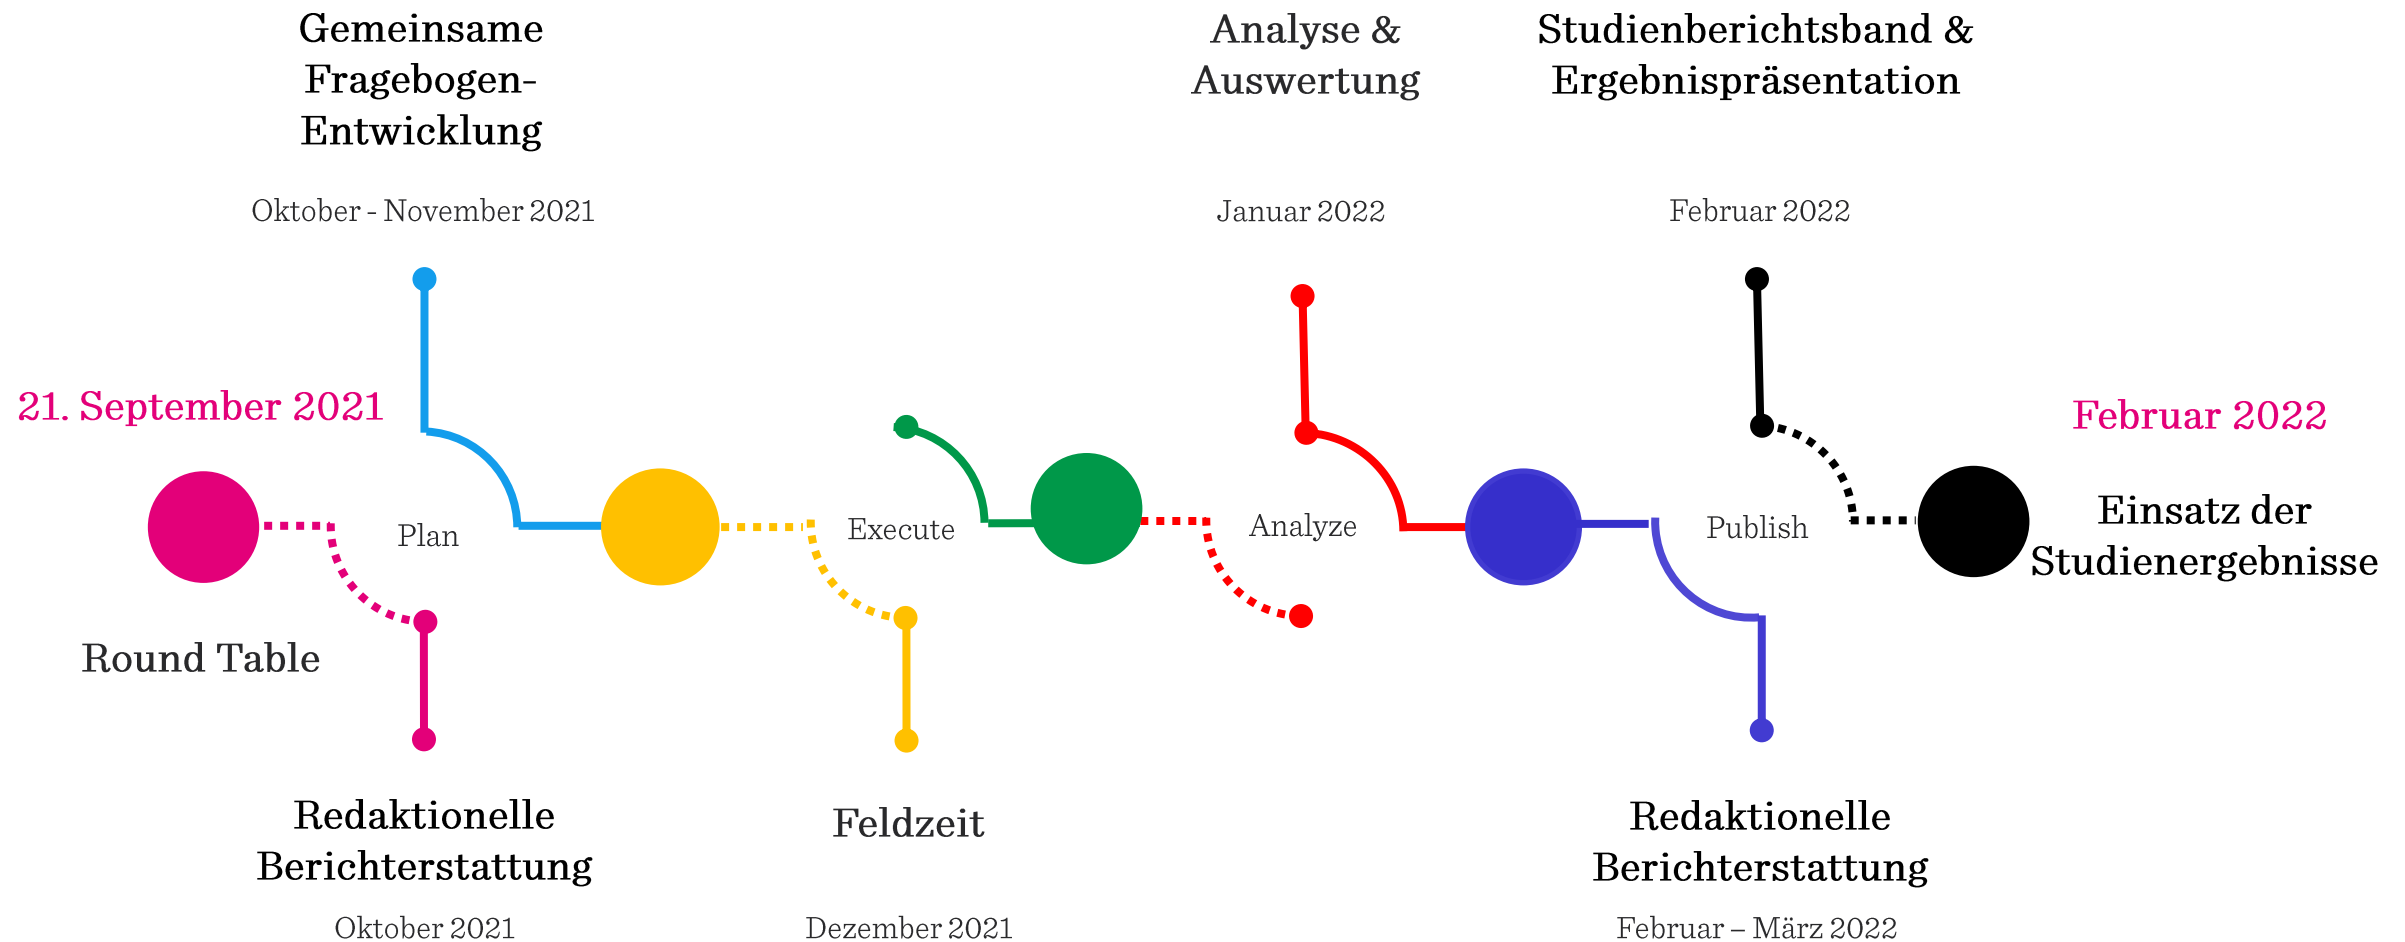 Gemeinsame
Fragebogen-
Entwicklung
Oktober - November 2021
Analyse &
Auswertung
Januar 2022
Studienberichtsband &
Ergebnispräsentation
Februar 2022
21. September 2021
Round Table
Plan
Execute
Analyze
Publish
Februar 2022
Einsatz der
Studienergebnisse
Redaktionelle
Berichterstattung
Oktober 2021
Feldzeit
Dezember 2021
Redaktionelle
Berichterstattung
Februar – März 2022